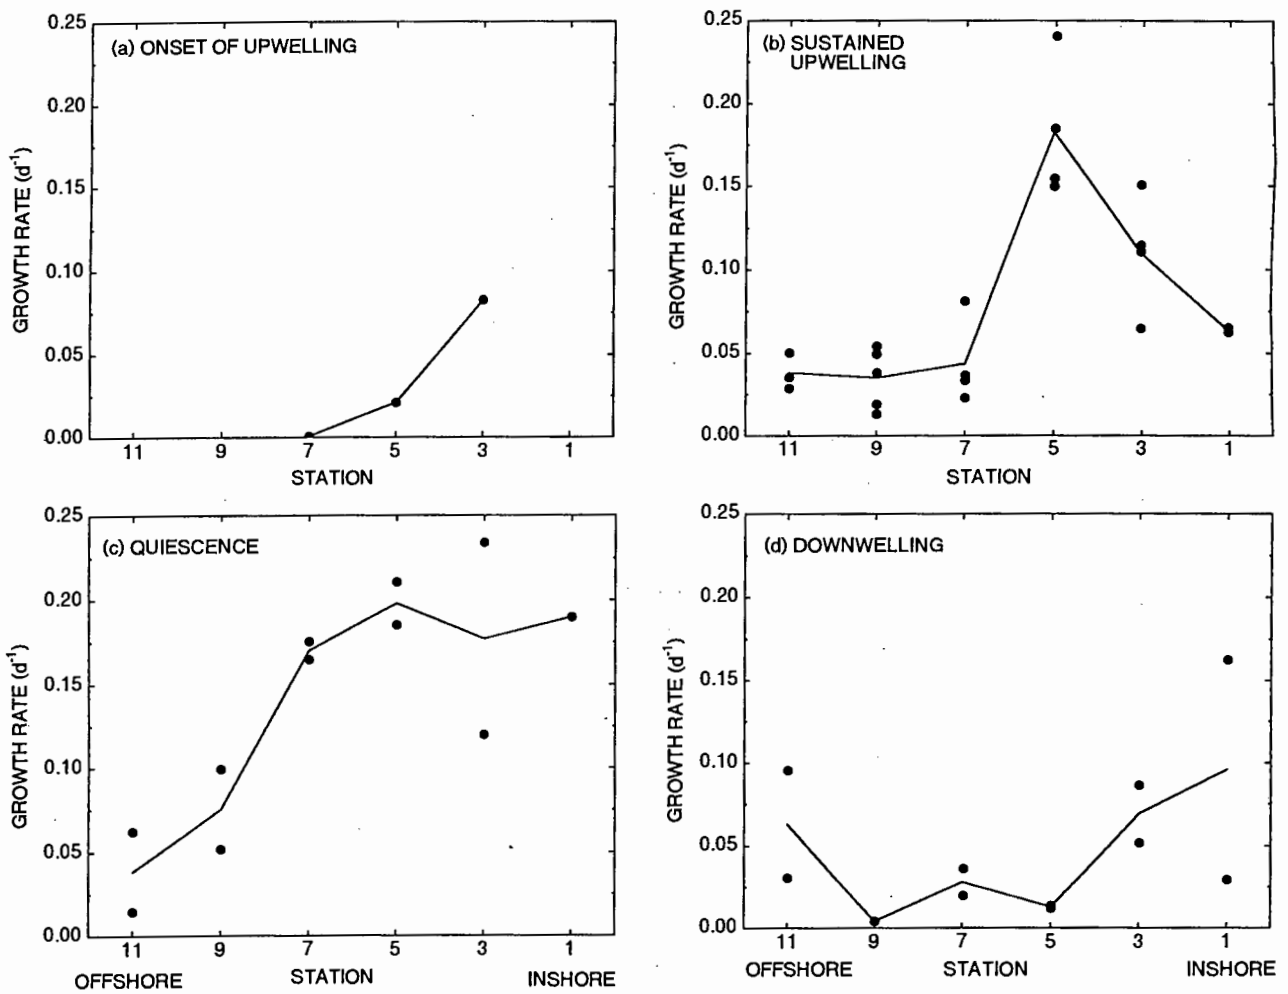 (a) ONSET OF UPWELLING
GROWTH RATE (d-1)
0.25
0.20
0.15
0.10
0.05
0.00
11 9 7 5 3 1
STATION
(b) SUSTAINED
UPWELLING
GROWTH RATE (d-1)
0.25
0.20
0.15
0.10
0.05
0.00
11 9 7 5 3 1
STATION
(c) QUIESCENCE
GROWTH RATE (d-1)
0.25
0.20
0.15
0.10
0.05
0.00
11 9 7 5 3 1
OFFSHORE STATION INSHORE
(d) DOWNWELLING
GROWTH RATE (d-1)
0.25
0.20
0.15
0.10
0.05
0.00
11 9 7 5 3 1
OFFSHORE STATION INSHORE